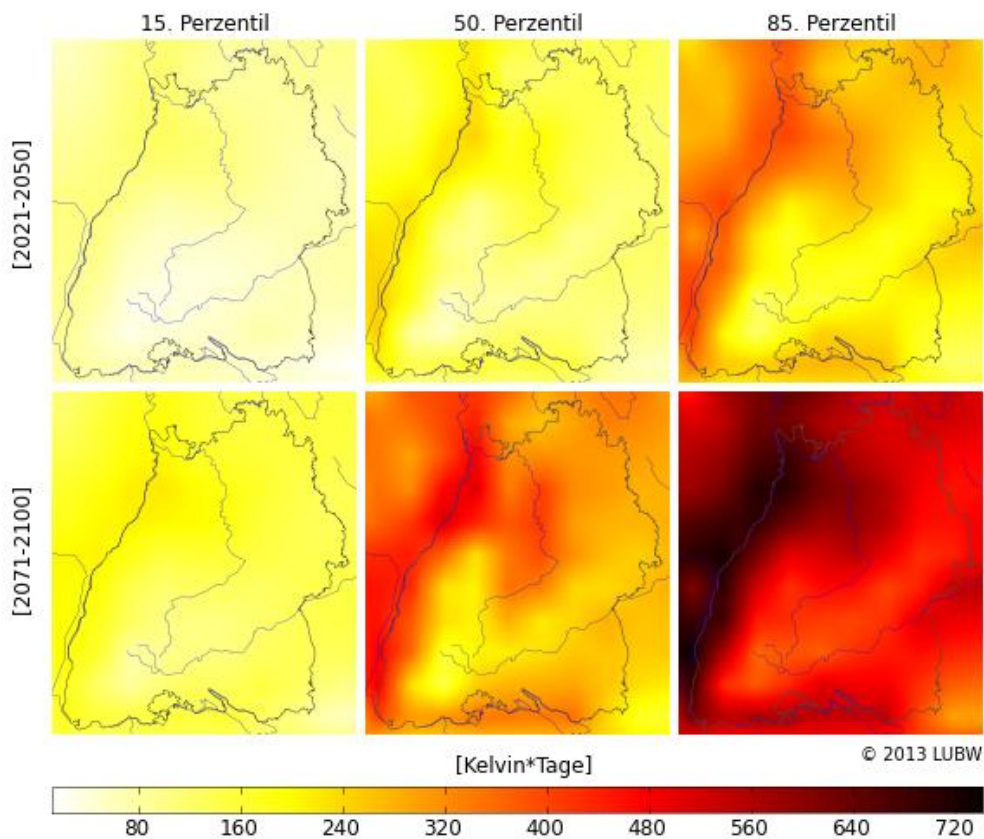 15. Perzentil
50. Perzentil
85. Perzentil
[2021-2050]
[2071-2100]
© 2013 LUBW
[Kelvin*Tage]
80 160 240 320 400 480 560 640 720